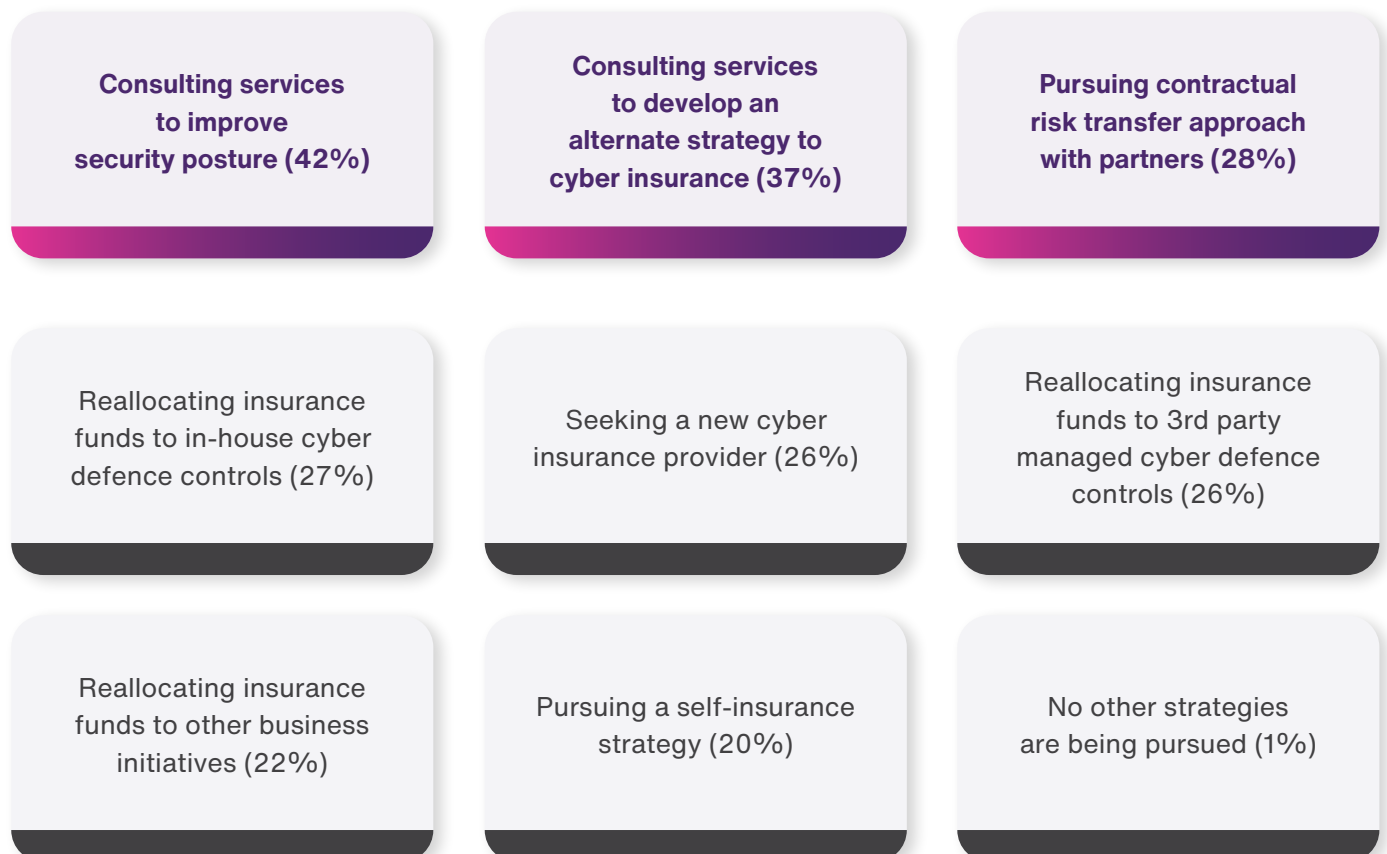 Consulting services
to improve
security posture (42%)
Consulting services
to develop an
alternate strategy to
cyber insurance (37%)
Pursuing contractual
risk transfer approach
with partners (28%)
Reallocating insurance
funds to in-house cyber
defence controls (27%)
Seeking a new cyber
insurance provider (26%)
Reallocating insurance
funds to 3rd party
managed cyber defence
controls (26%)
Reallocating insurance
funds to other business
initiatives (22%)
Pursuing a self-insurance
strategy (20%)
No other strategies
are being pursued (1%)